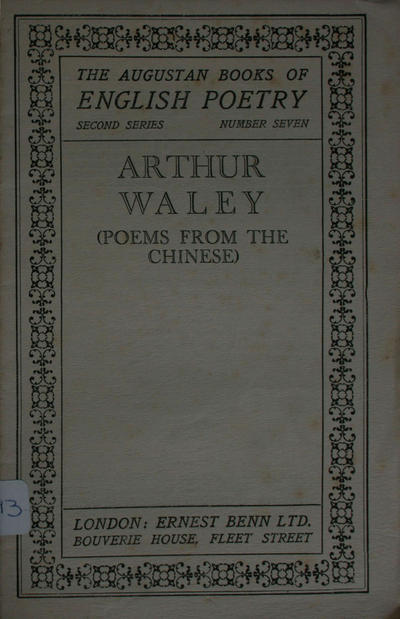 THE AUGUSTAN BOOKS OF
ENGLISH POETRY
SECOND SERIES NUMBER SEVEN
ARTHUR
WALEY
(POEMS FROM THE
CHINESE)
13
LONDON: ERNEST BENN LTD.
BOUVERIE HOUSE, FLEET STREET